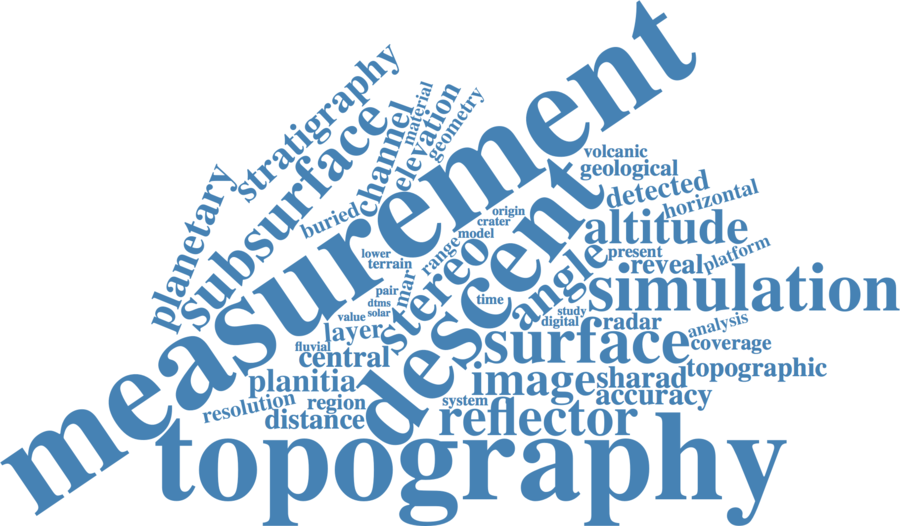 measurement
stratigraphy
material
elevation
geometry
channel
subsurface
planetary
buried
volcanic
geological
detected
horizontal
altitude
descent
origin
crater
model
range
stereo
lower
terrain
mar
pair
dtms
solar
value
layer
time
angle
present
reveal
platform
simulation
study
digital
radar
analysis
coverage
surface
fluvial
central
planitia
image
sharad
topographic
accuracy
resolution
region
distance
system
reflector
topography